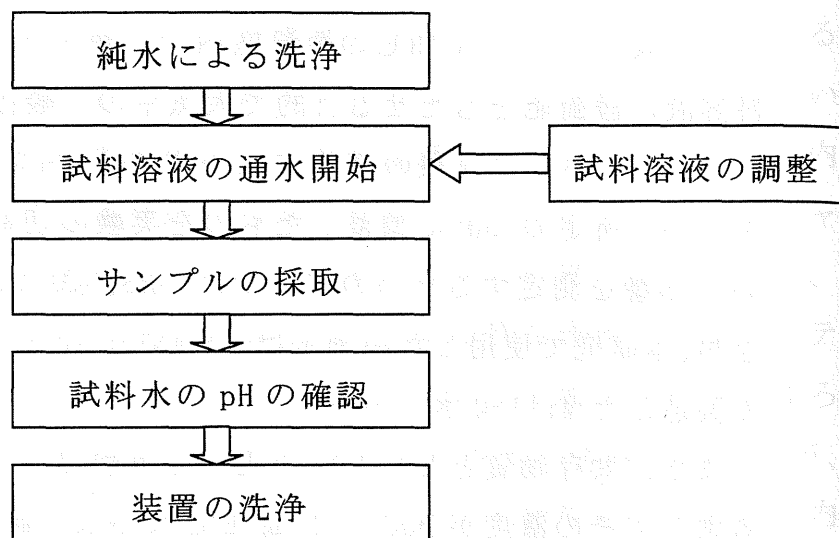 純水による洗浄
試料溶液の通水開始
試料溶液の調整
サンプルの採取
試料水の pH の確認
装置の洗浄